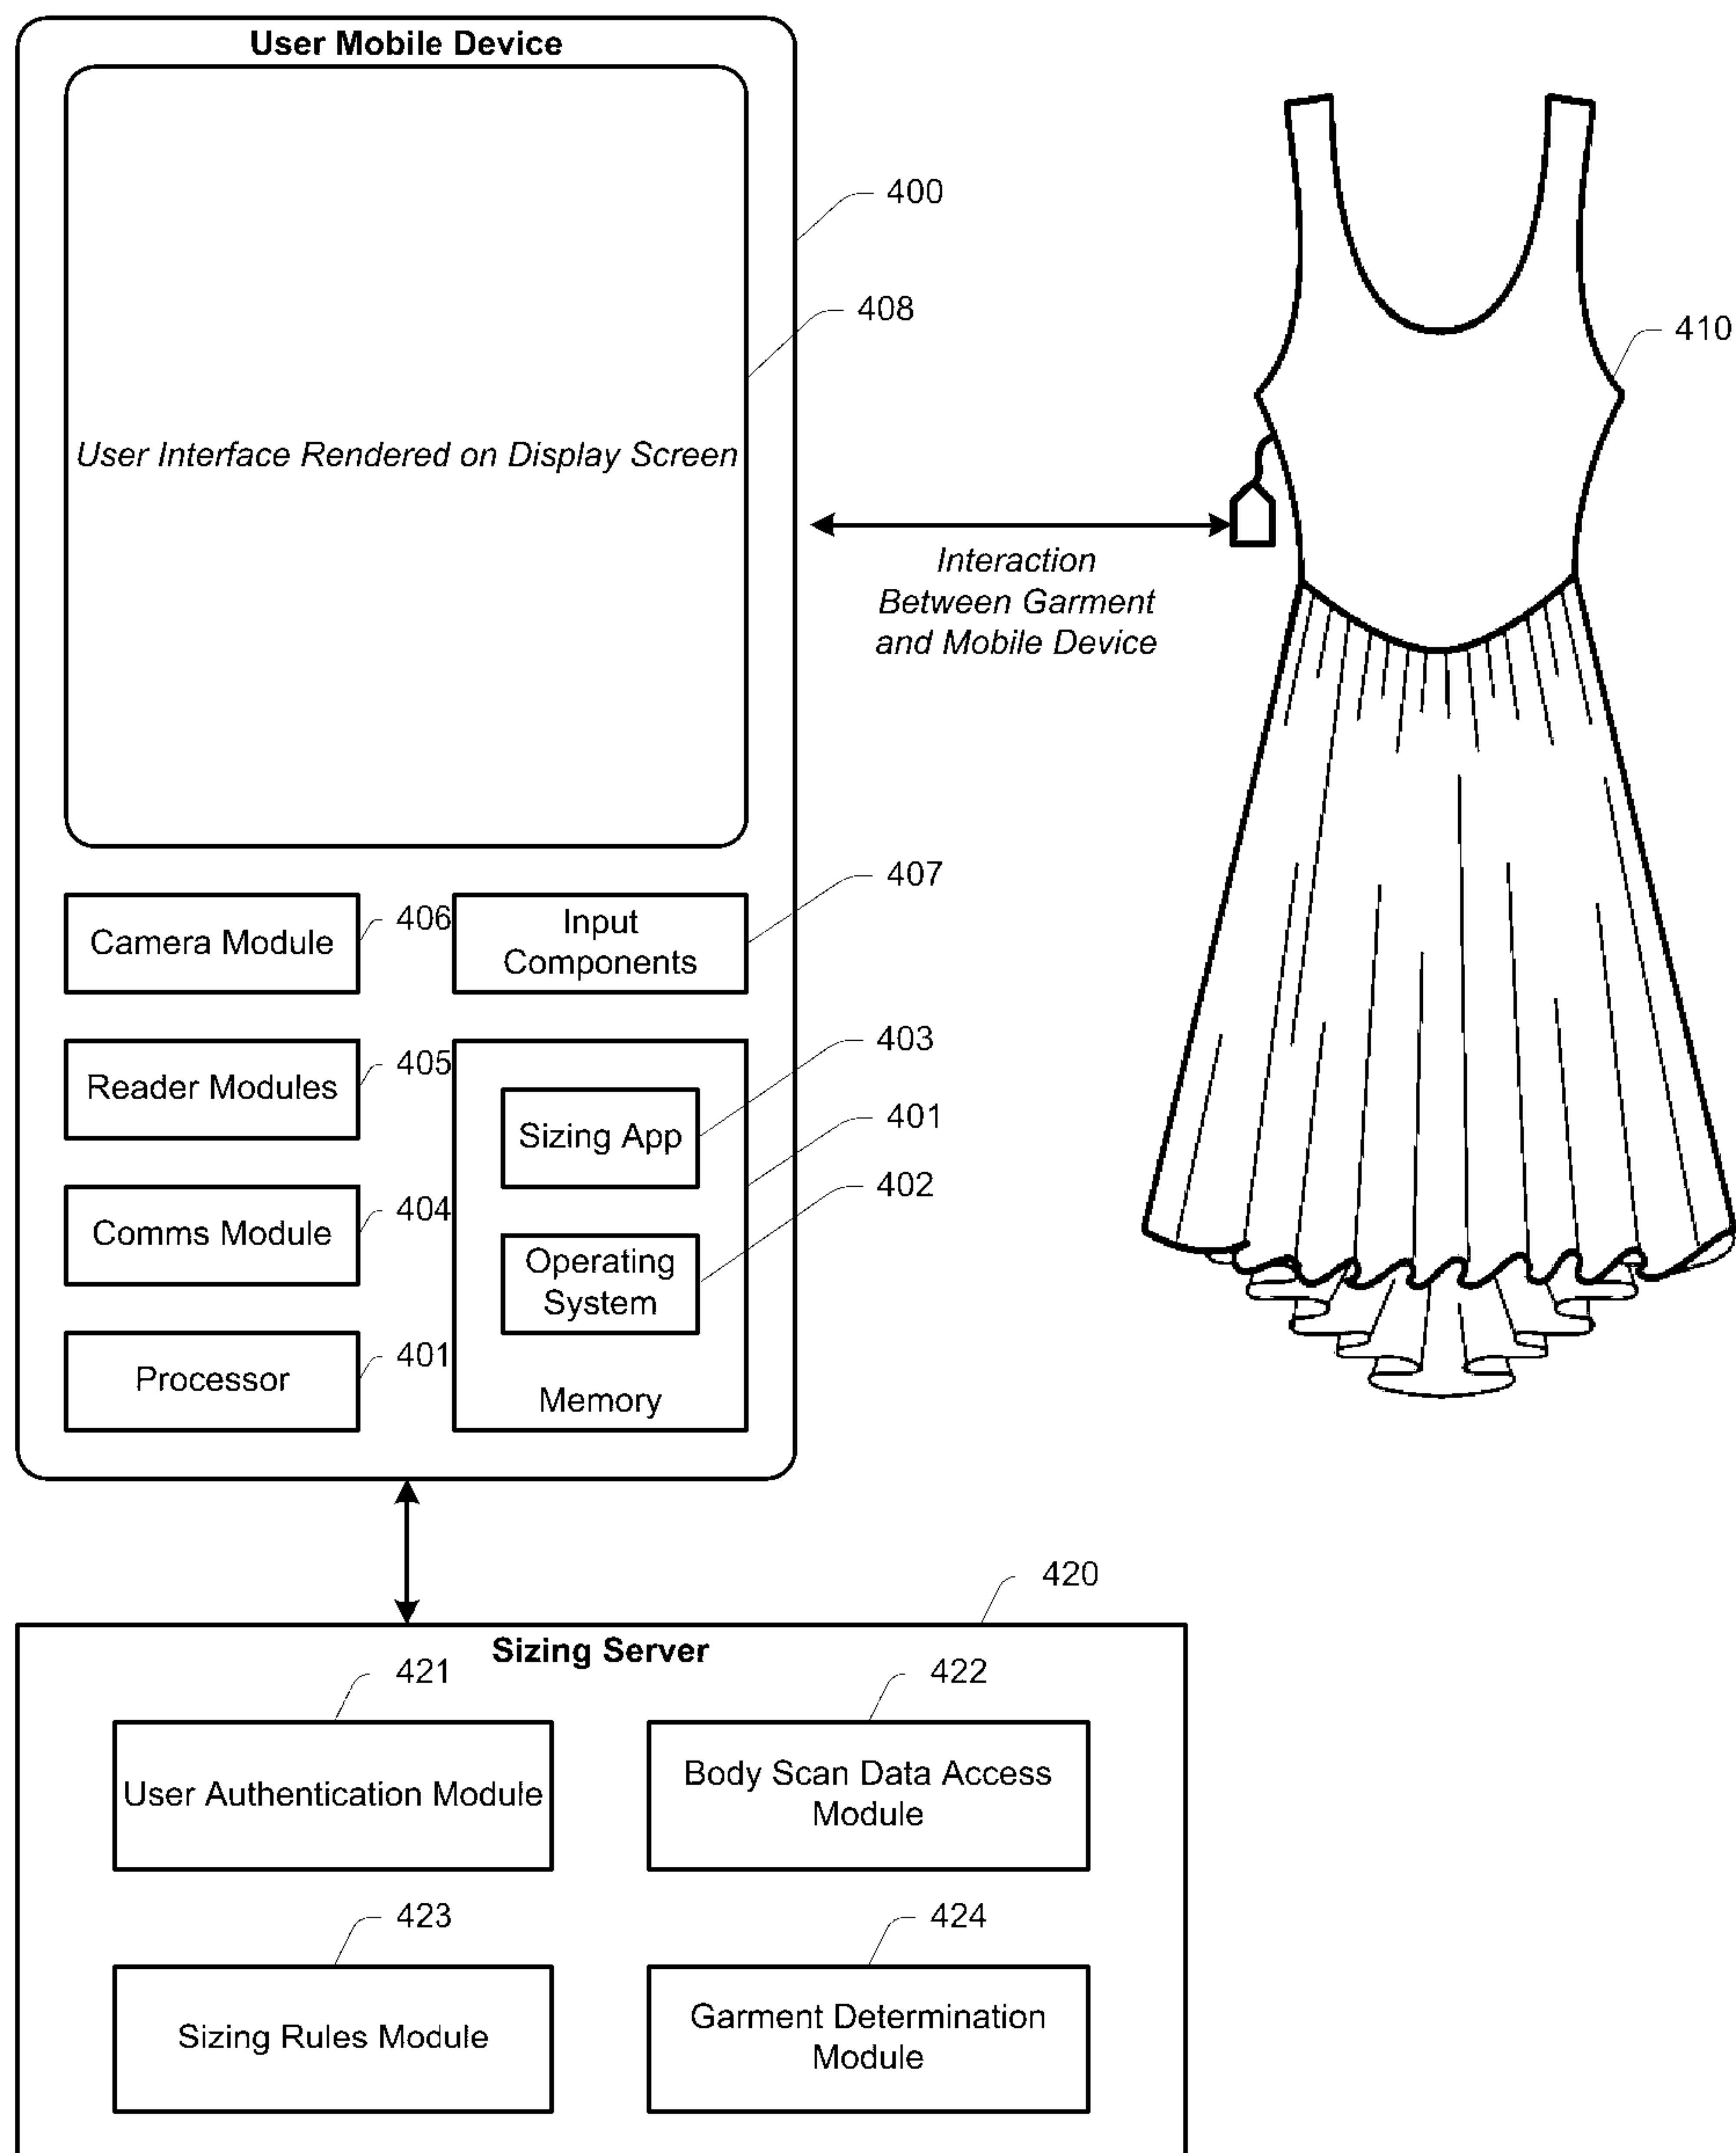 User Mobile Device
400
408
User Interface Rendered on Display Screen
410
Interaction
Between Garment
and Mobile Device
Camera Module
406
Input
Components
407
Reader Modules
405
Sizing App
403
401
Comms Module
404
Operating
System
402
Processor
401
Memory
420
Sizing Server
421
User Authentication Module
422
Body Scan Data Access
Module
423
Sizing Rules Module
424
Garment Determination
Module